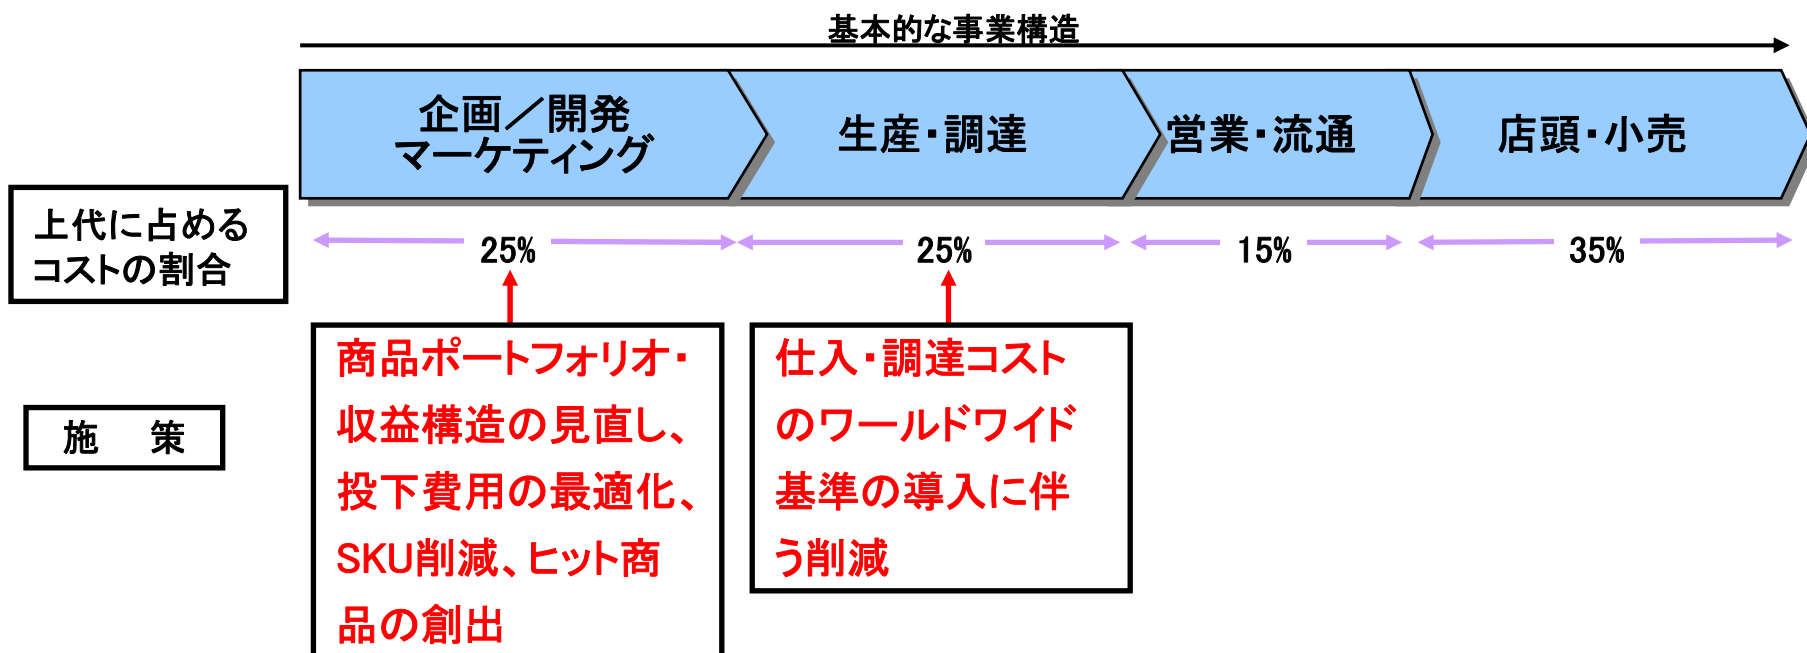 基本的な事業構造
企画／開発
マーケティング
生産・調達
営業・流通
店頭・小売
上代に占める
コストの割合
25%
25%
15%
35%
施　策
商品ポートフォリオ・
収益構造の見直し、
投下費用の最適化、
SKU削減、ヒット商
品の創出
仕入・調達コスト
のワールドワイド
基準の導入に伴
う削減